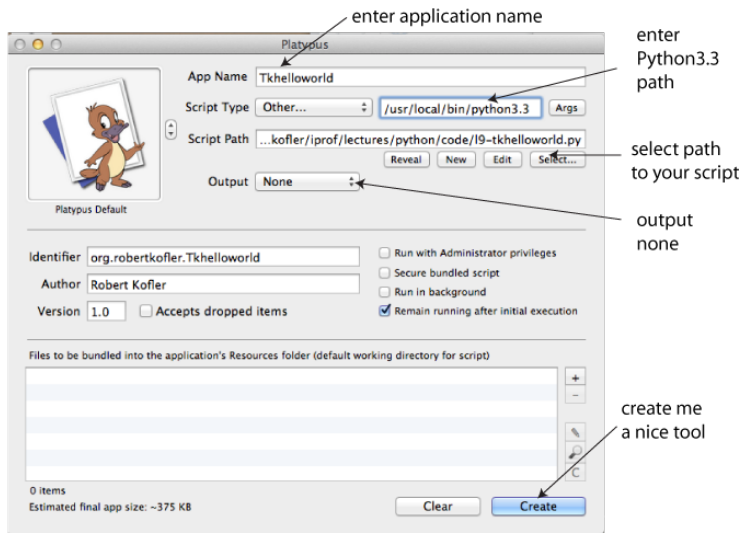 enter application name
enter
Python3.3
path
select path
to your script
output
none
create me
a nice tool
Platypus
App Name Tkhelloworld
Script Type Other... /usr/local/bin/python3.3 Args
Script Path ...kofler/iprof/lectures/python/code/l9-tkhelloworld.py
Reveal New Edit Select...
Output None
Platypus Default
Identifier org.robertkofler.Tkhelloworld
Author Robert Kofler
Version 1.0 Accepts dropped items
Run with Administrator privileges
Secure bundled script
Run in background
Remain running after initial execution
Files to be bundled into the application's Resources folder (default working directory for script)
+
−
C
0 items
Estimated final app size: ~375 KB
Clear Create